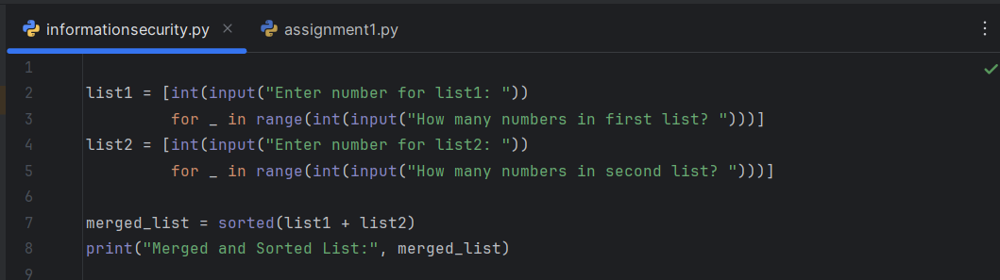 informationsecurity.py × assignment1.py
1
2 list1 = [int(input("Enter number for list1: "))
3 for _ in range(int(input("How many numbers in first list? ")))]
4 list2 = [int(input("Enter number for list2: "))
5 for _ in range(int(input("How many numbers in second list? ")))]
6
7 merged_list = sorted(list1 + list2)
8 print("Merged and Sorted List:", merged_list)
9